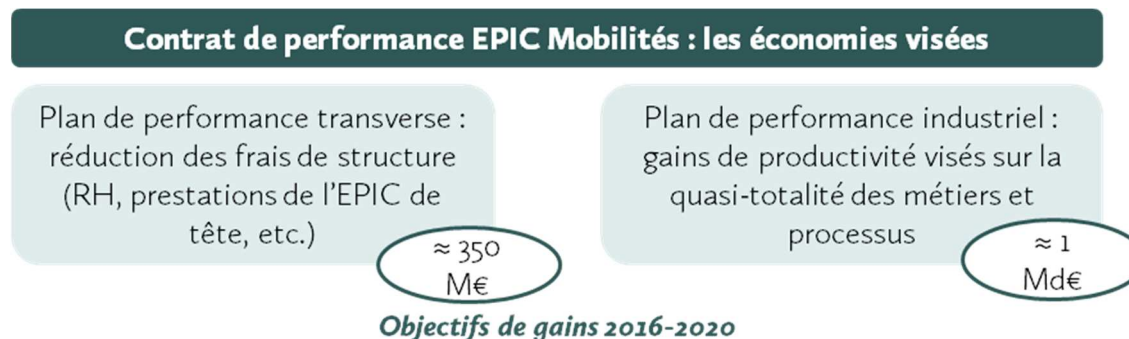 Contrat de performance EPIC Mobilités : les économies visées
Plan de performance transverse :
réduction des frais de structure
(RH, prestations de l'EPIC de
tête, etc.)
≈ 350
M€
Plan de performance industriel :
gains de productivité visés sur la
quasi-totalité des métiers et
processus
≈ 1
Md€
Objectifs de gains 2016-2020